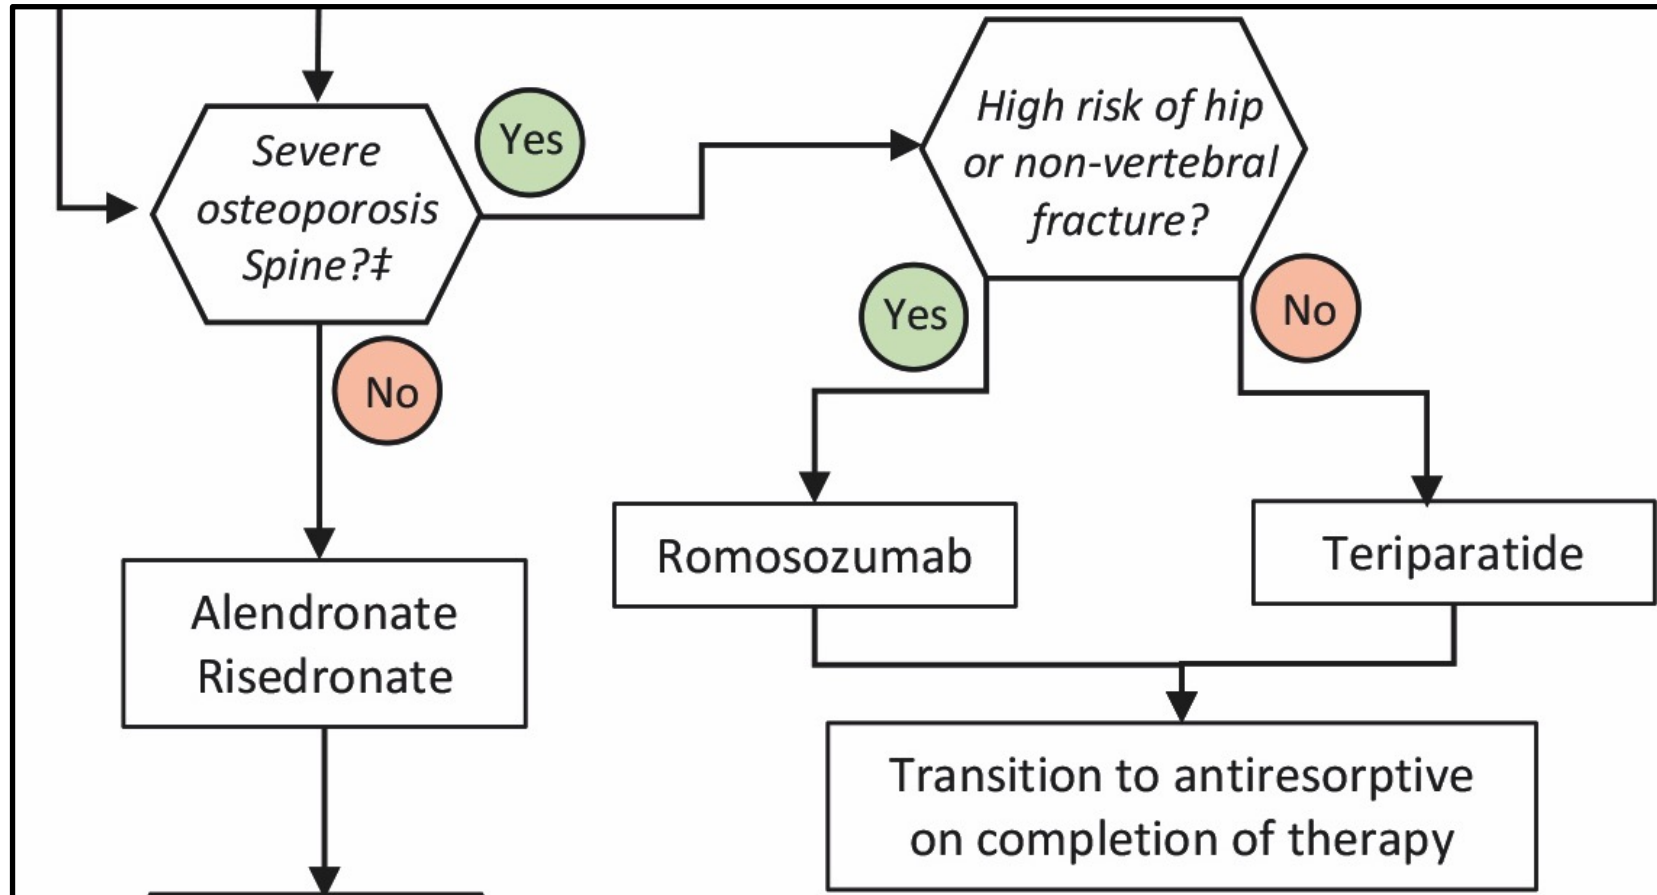 Severe
osteoporosis
Spine?‡
Yes
No
High risk of hip
or non-vertebral
fracture?
Yes
No
Romosozumab
Teriparatide
Alendronate
Risedronate
Transition to antiresorptive
on completion of therapy